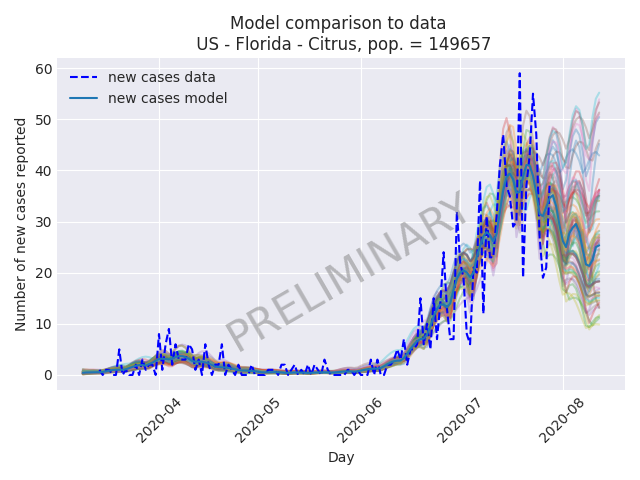 Model comparison to data
US - Florida - Citrus, pop. = 149657
new cases data
new cases model
60
50
40
30
20
10
0
Number of new cases reported
PRELIMINARY
2020-04
2020-05
2020-06
2020-07
2020-08
Day